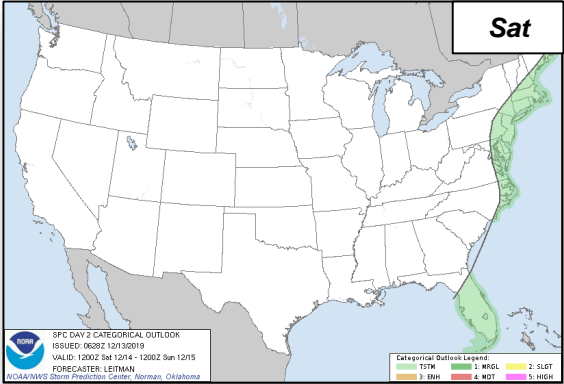 Sat
SPC DAY 2 CATEGORICAL OUTLOOK
ISSUED: 0628Z 12/13/2019
VALID: 1200Z Sat 12/14 - 1200Z Sun 12/15
FORECASTER: LEITMAN
NOAA/NWS Storm Prediction Center, Norman, Oklahoma
NOAA
Categorical Outlook Legend:
TSTM 1: MRGL 2: SLGT
3: ENH 4: MDT 5: HIGH